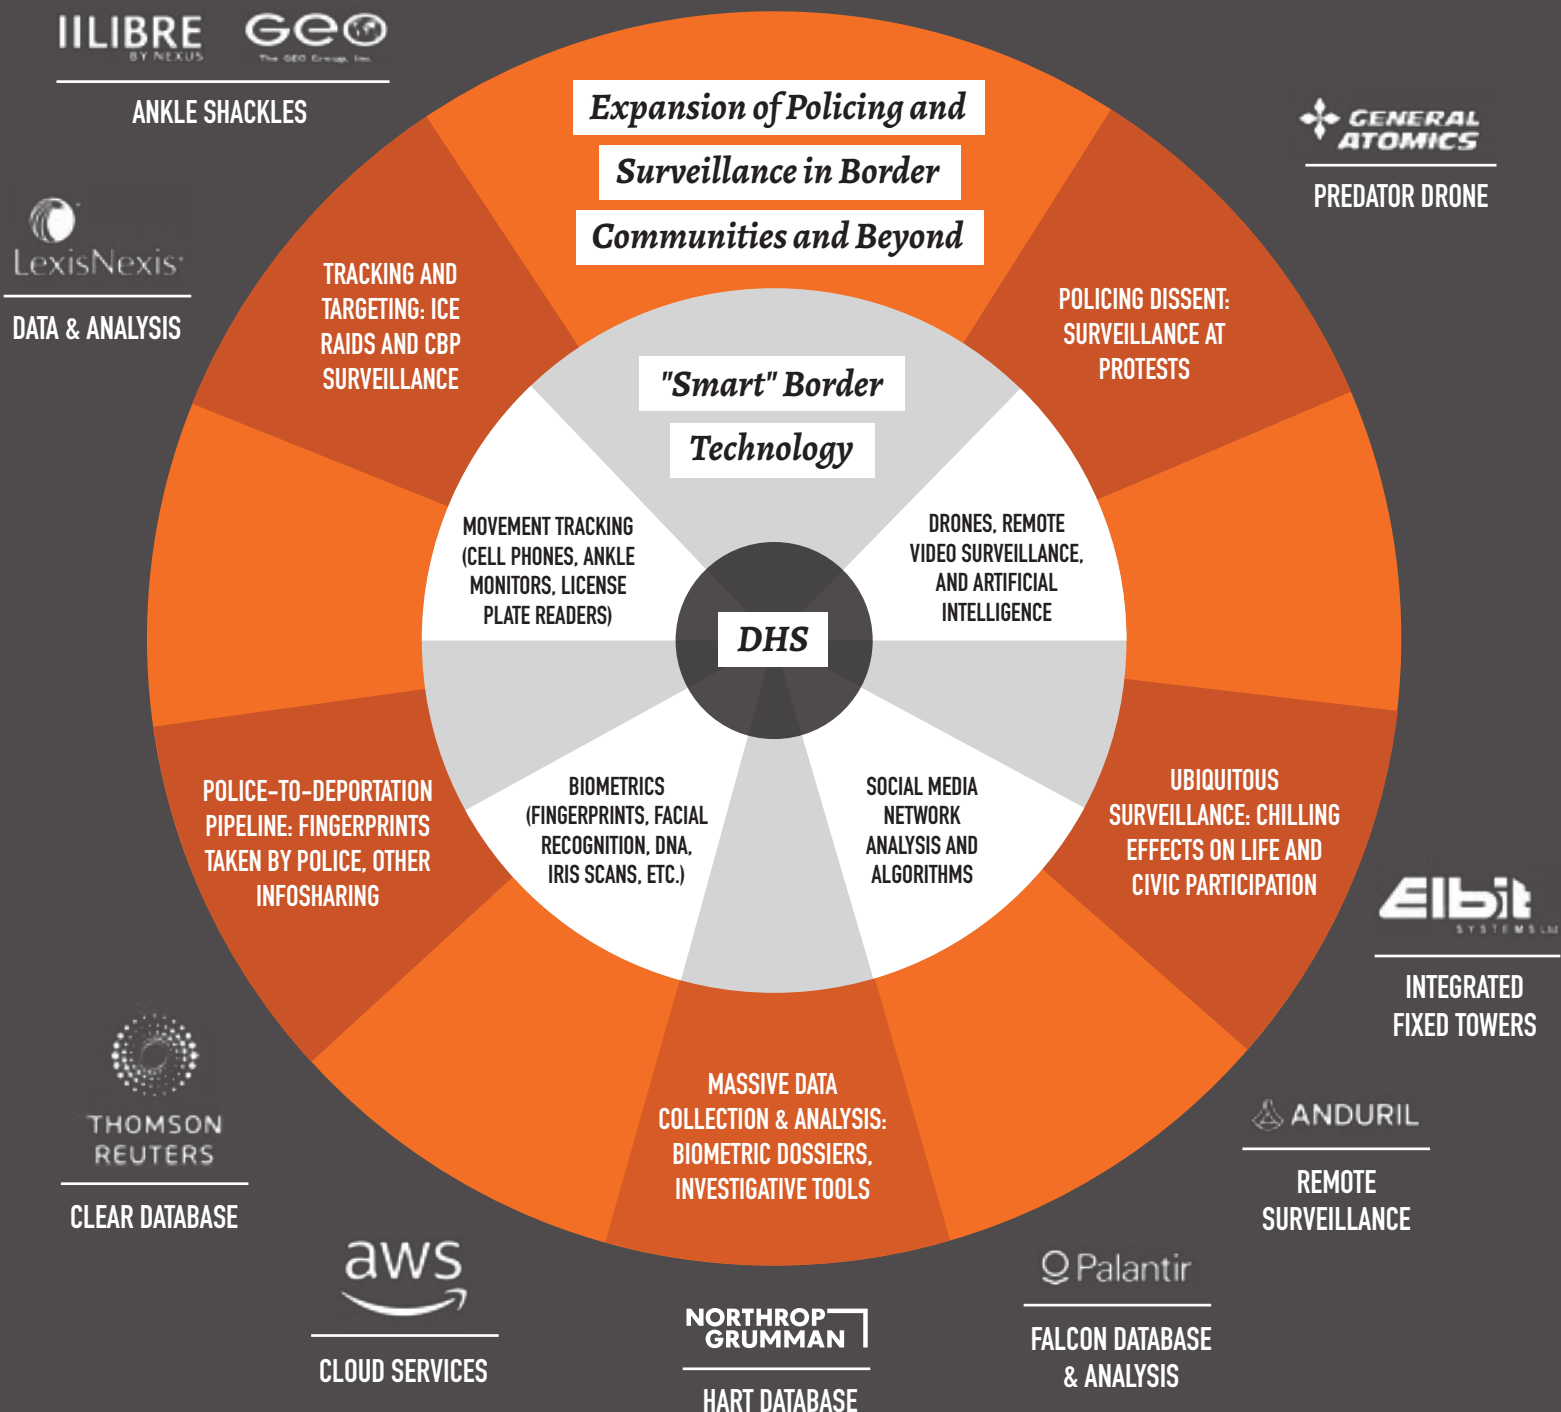 IILIBRE
BY NEXUS
GEO
The GEO Group, Inc.
ANKLE SHACKLES
LexisNexis
DATA & ANALYSIS
GENERAL
ATOMICS
PREDATOR DRONE
Expansion of Policing and
Surveillance in Border
Communities and Beyond
TRACKING AND
TARGETING: ICE
RAIDS AND CBP
SURVEILLANCE
POLICING DISSENT:
SURVEILLANCE AT
PROTESTS
"Smart" Border
Technology
MOVEMENT TRACKING
(CELL PHONES, ANKLE
MONITORS, LICENSE
PLATE READERS)
DRONES, REMOTE
VIDEO SURVEILLANCE,
AND ARTIFICIAL
INTELLIGENCE
DHS
POLICE-TO-DEPORTATION
PIPELINE: FINGERPRINTS
TAKEN BY POLICE, OTHER
INFOSHARING
BIOMETRICS
(FINGERPRINTS, FACIAL
RECOGNITION, DNA,
IRIS SCANS, ETC.)
SOCIAL MEDIA
NETWORK
ANALYSIS AND
ALGORITHMS
UBIQUITOUS
SURVEILLANCE: CHILLING
EFFECTS ON LIFE AND
CIVIC PARTICIPATION
Elbit
SYSTEMS Ltd
INTEGRATED
FIXED TOWERS
MASSIVE DATA
COLLECTION & ANALYSIS:
BIOMETRIC DOSSIERS,
INVESTIGATIVE TOOLS
THOMSON
REUTERS
CLEAR DATABASE
ANDURIL
REMOTE
SURVEILLANCE
aws
CLOUD SERVICES
NORTHROP
GRUMMAN
HART DATABASE
Palantir
FALCON DATABASE
& ANALYSIS